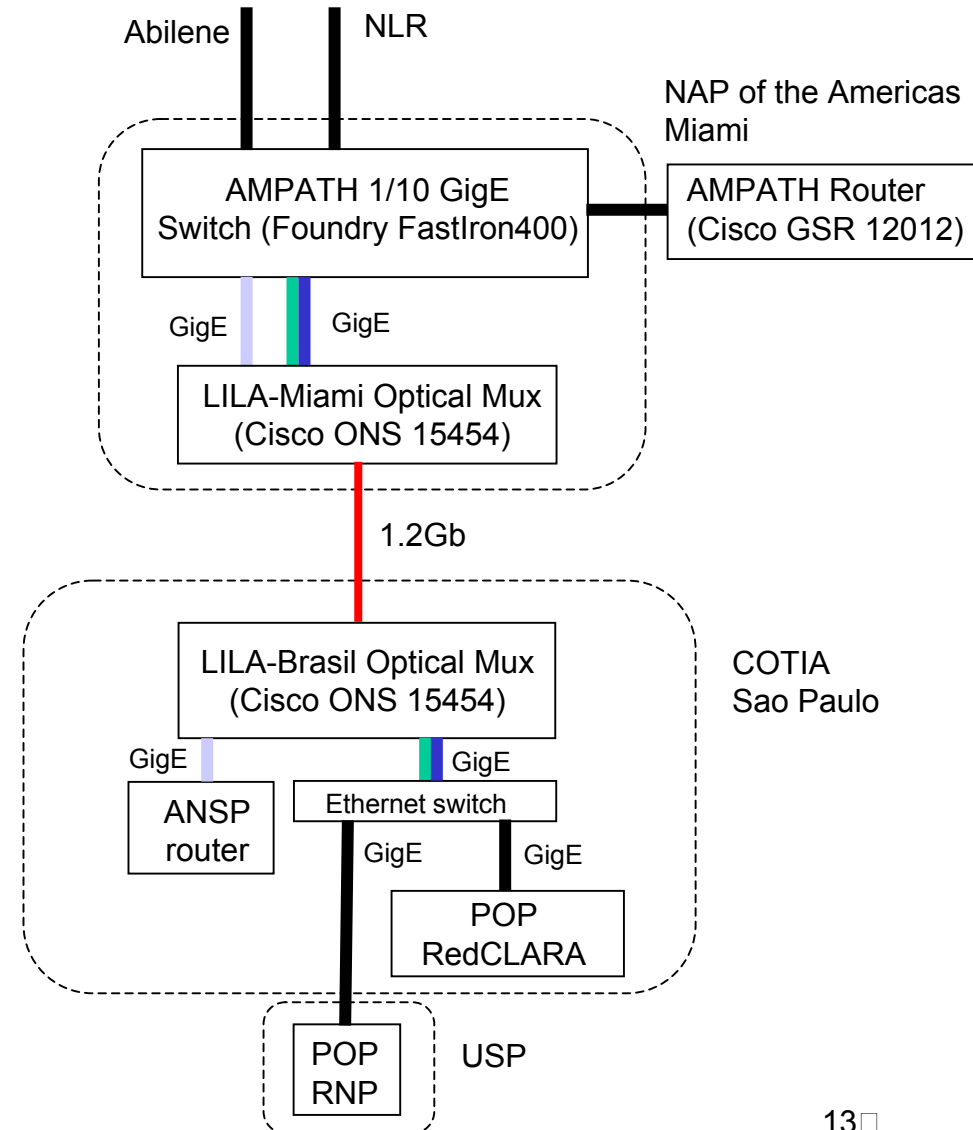 Abilene
NLR
NAP of the Americas
Miami
AMPATH 1/10 GigE
Switch (Foundry FastIron400)
AMPATH Router
(Cisco GSR 12012)
GigE
GigE
LILA-Miami Optical Mux
(Cisco ONS 15454)
1.2Gb
LILA-Brasil Optical Mux
(Cisco ONS 15454)
COTIA
Sao Paulo
GigE
GigE
ANSP
router
Ethernet switch
GigE
GigE
POP
RedCLARA
POP
RNP
USP
13□